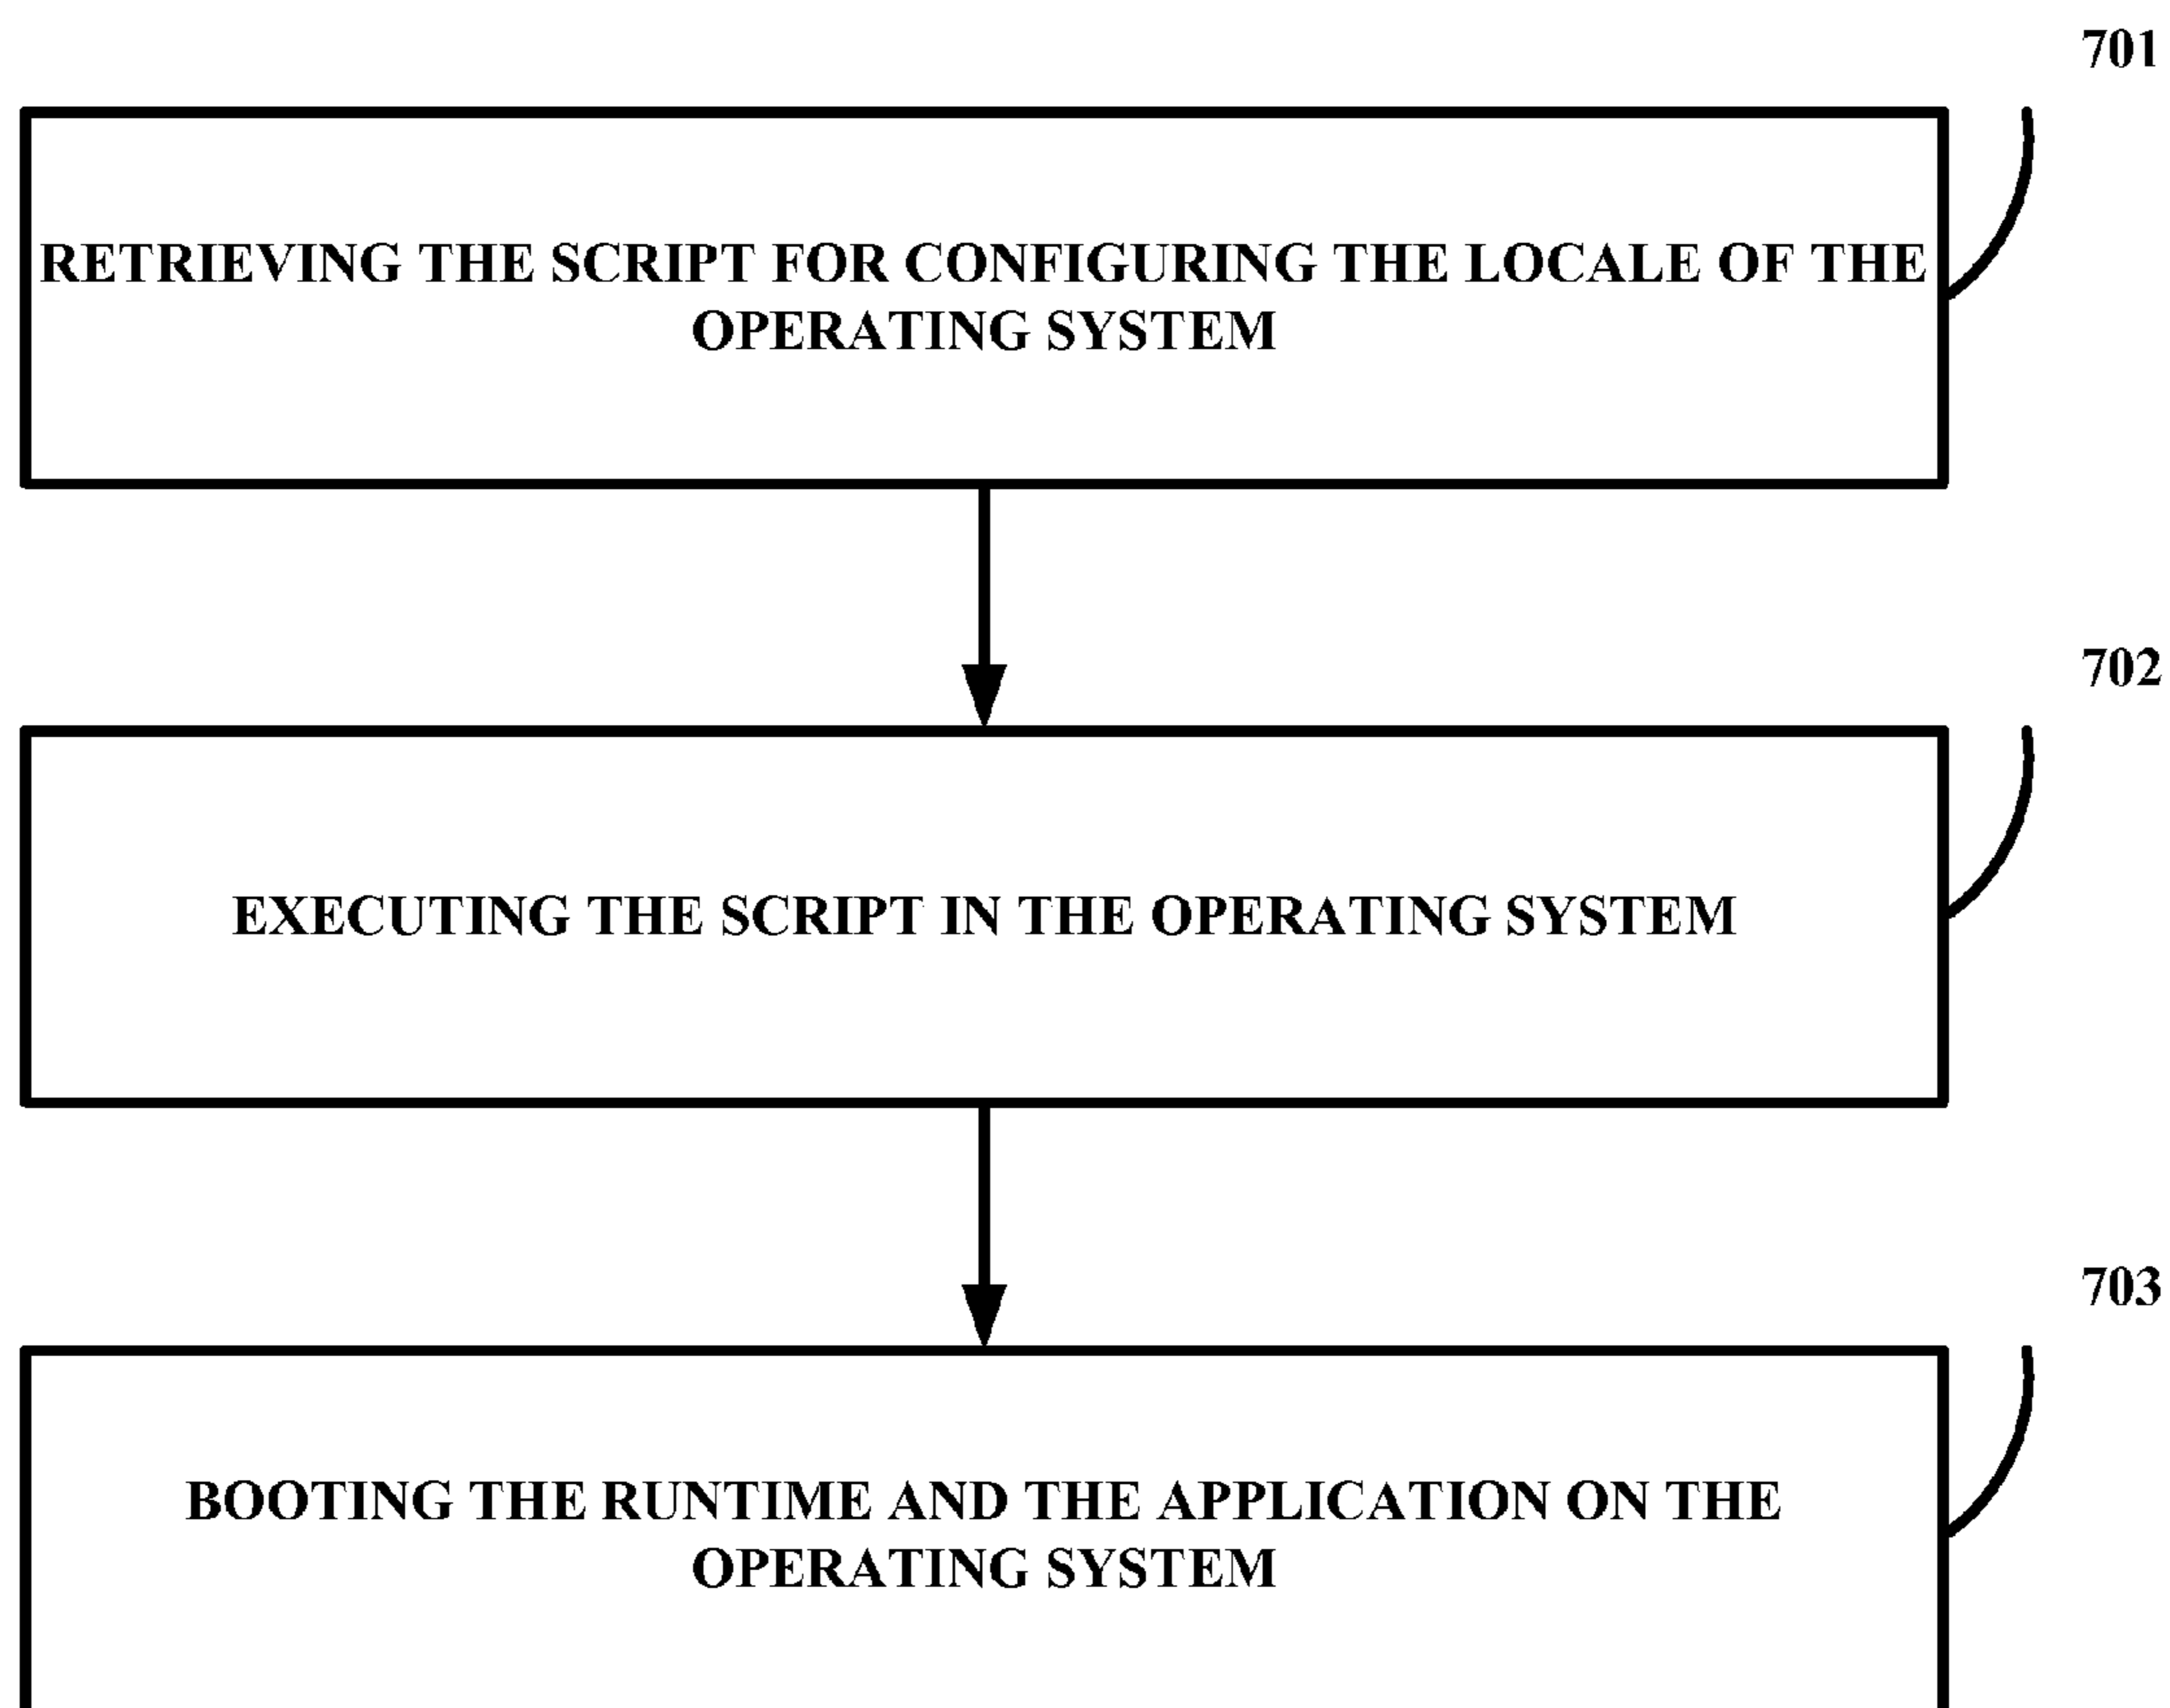 701
RETRIEVING THE SCRIPT FOR CONFIGURING THE LOCALE OF THE
OPERATING SYSTEM
702
EXECUTING THE SCRIPT IN THE OPERATING SYSTEM
703
BOOTING THE RUNTIME AND THE APPLICATION ON THE
OPERATING SYSTEM